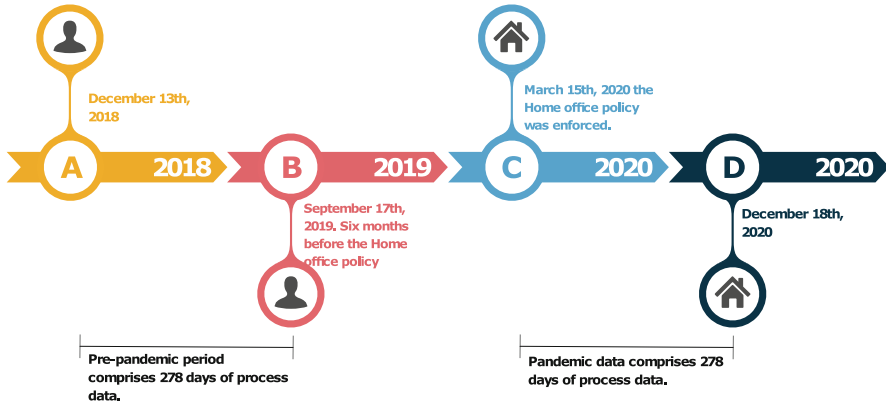 December 13th,
2018
March 15th, 2020 the
Home office policy
was enforced.
A 2018 B 2019 C 2020 D 2020
September 17th,
2019. Six months
before the Home
office policy
December 18th,
2020
Pre-pandemic period
comprises 278 days of process
data.
Pandemic data comprises 278
days of process data.